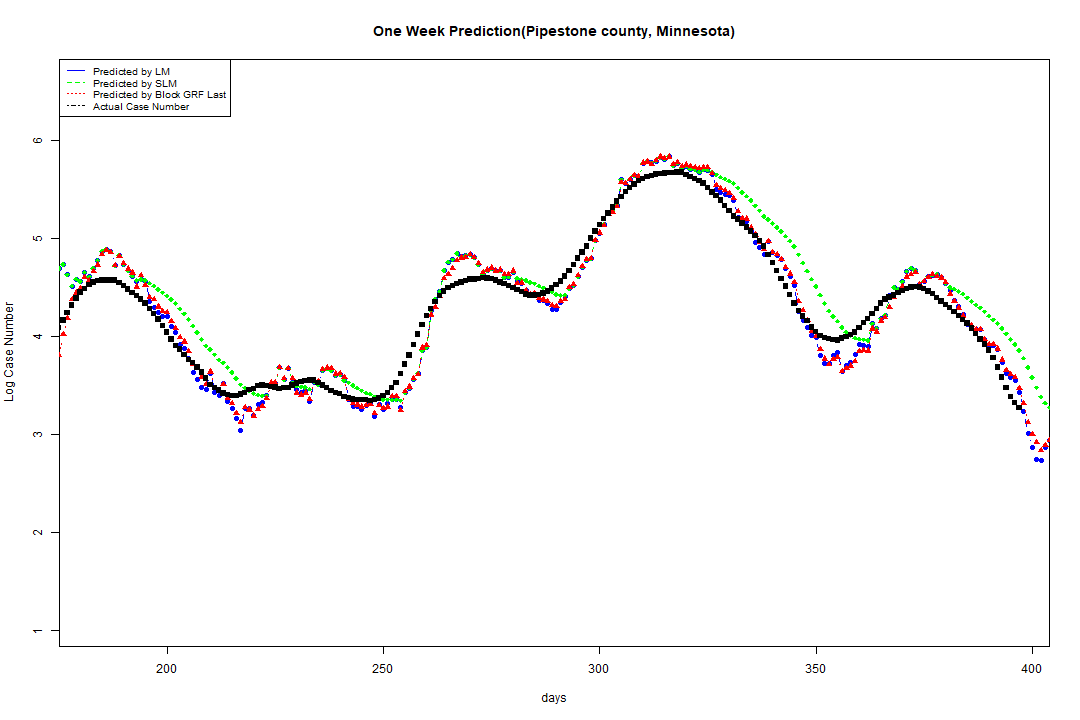 One Week Prediction(Pipestone county, Minnesota)
Predicted by LM
Predicted by SLM
Predicted by Block GRF Last
Actual Case Number
Log Case Number
6
5
4
3
2
1
200 250 300 350 400
days